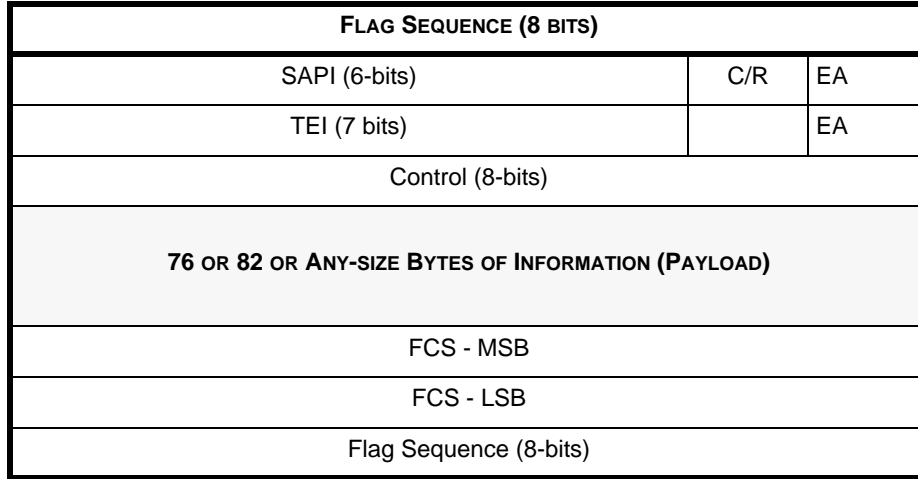 FLAG SEQUENCE (8 BITS)
SAPI (6-bits) C/R EA
TEI (7 bits) EA
Control (8-bits)
76 OR 82 OR ANY-SIZE BYTES OF INFORMATION (PAYLOAD)
FCS - MSB
FCS - LSB
Flag Sequence (8-bits)